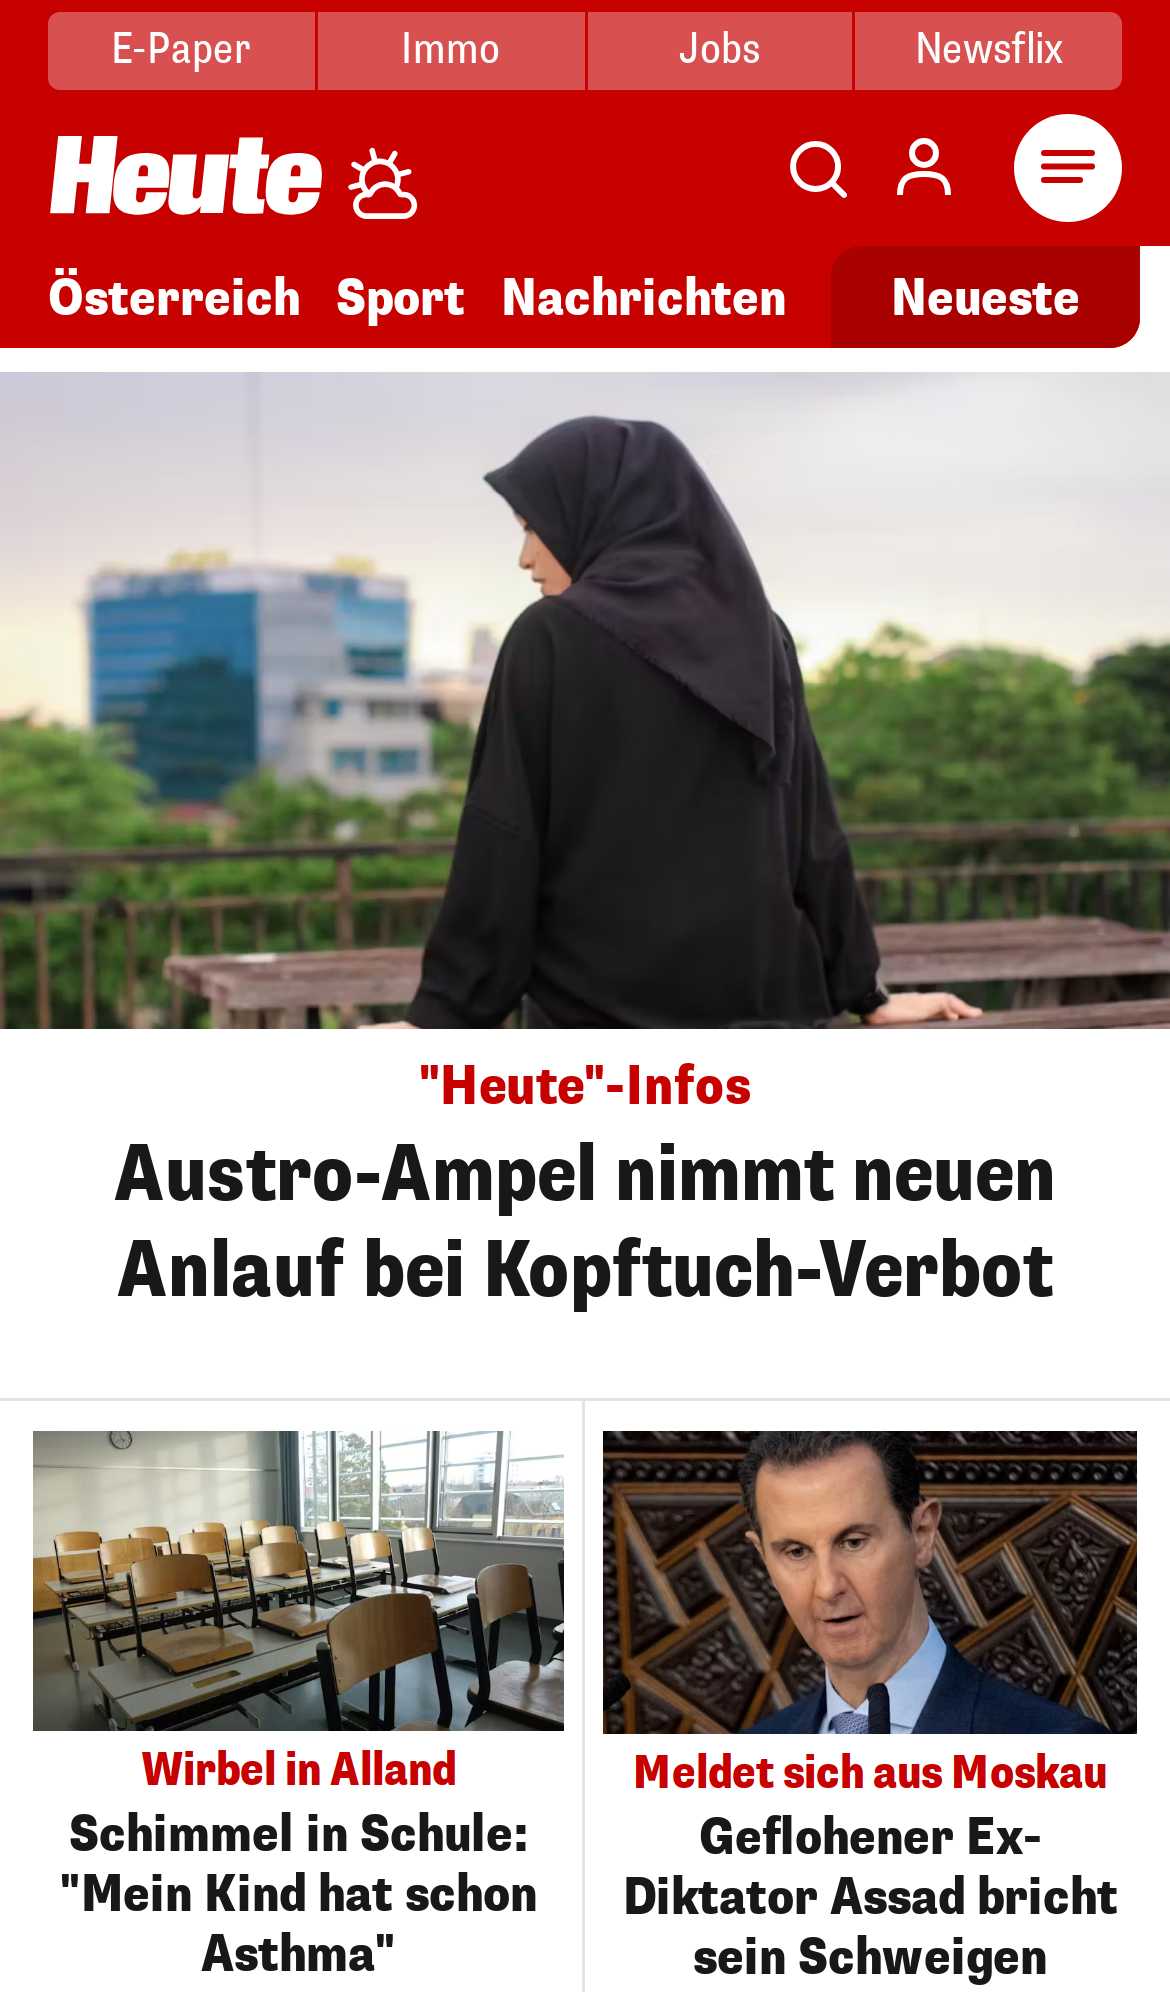 E-Paper
Immo
Jobs
Newsflix
Heute
Österreich
Sport
Nachrichten
Neueste
"Heute"-Infos
Austro-Ampel nimmt neuen
Anlauf bei Kopftuch-Verbot
Wirbel in Alland
Schimmel in Schule:
"Mein Kind hat schon
Asthma"
Meldet sich aus Moskau
Geflohener Ex-
Diktator Assad bricht
sein Schweigen